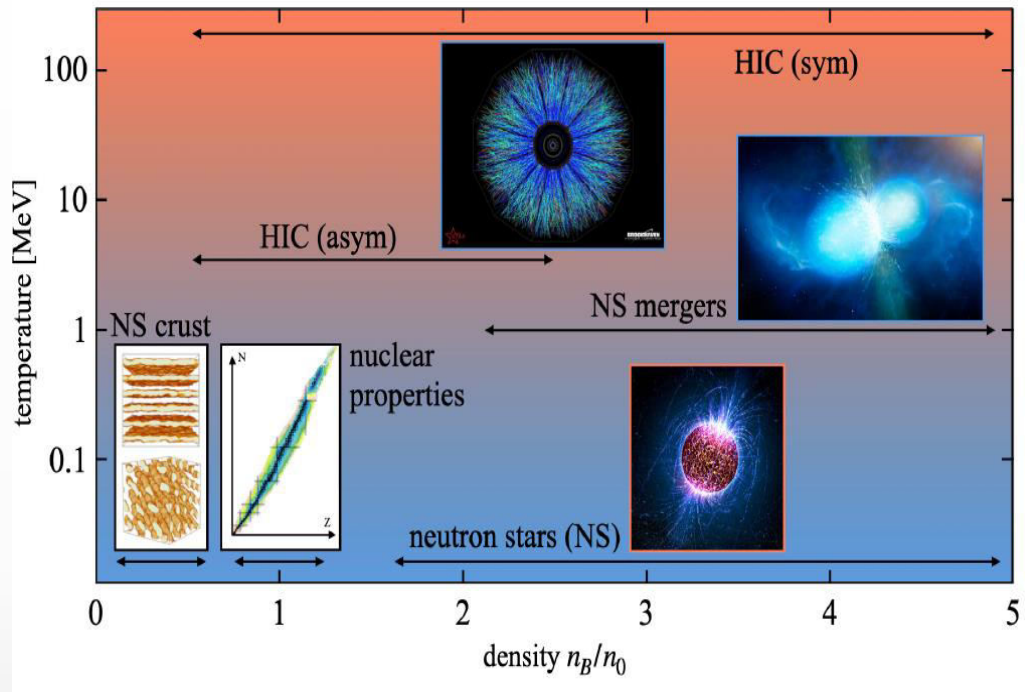 100
10
1
0.1
temperature [MeV]
HIC (sym)
HIC (asym)
NS mergers
NS crust
N
Z
nuclear
properties
neutron stars (NS)
0
1
2
3
4
5
density n_B/n_0